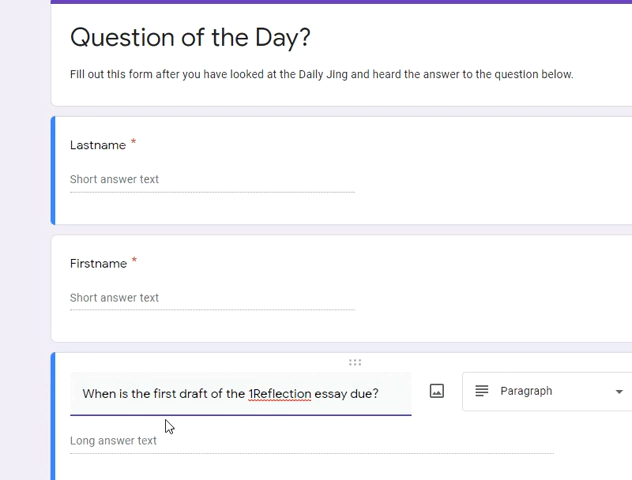 Question of the Day?
Fill out this form after you have looked at the Daily Jing and heard the answer to the question below.
Lastname *
Short answer text
Firstname *
Short answer text
When is the first draft of the 1Reflection essay due?
Paragraph
Long answer text